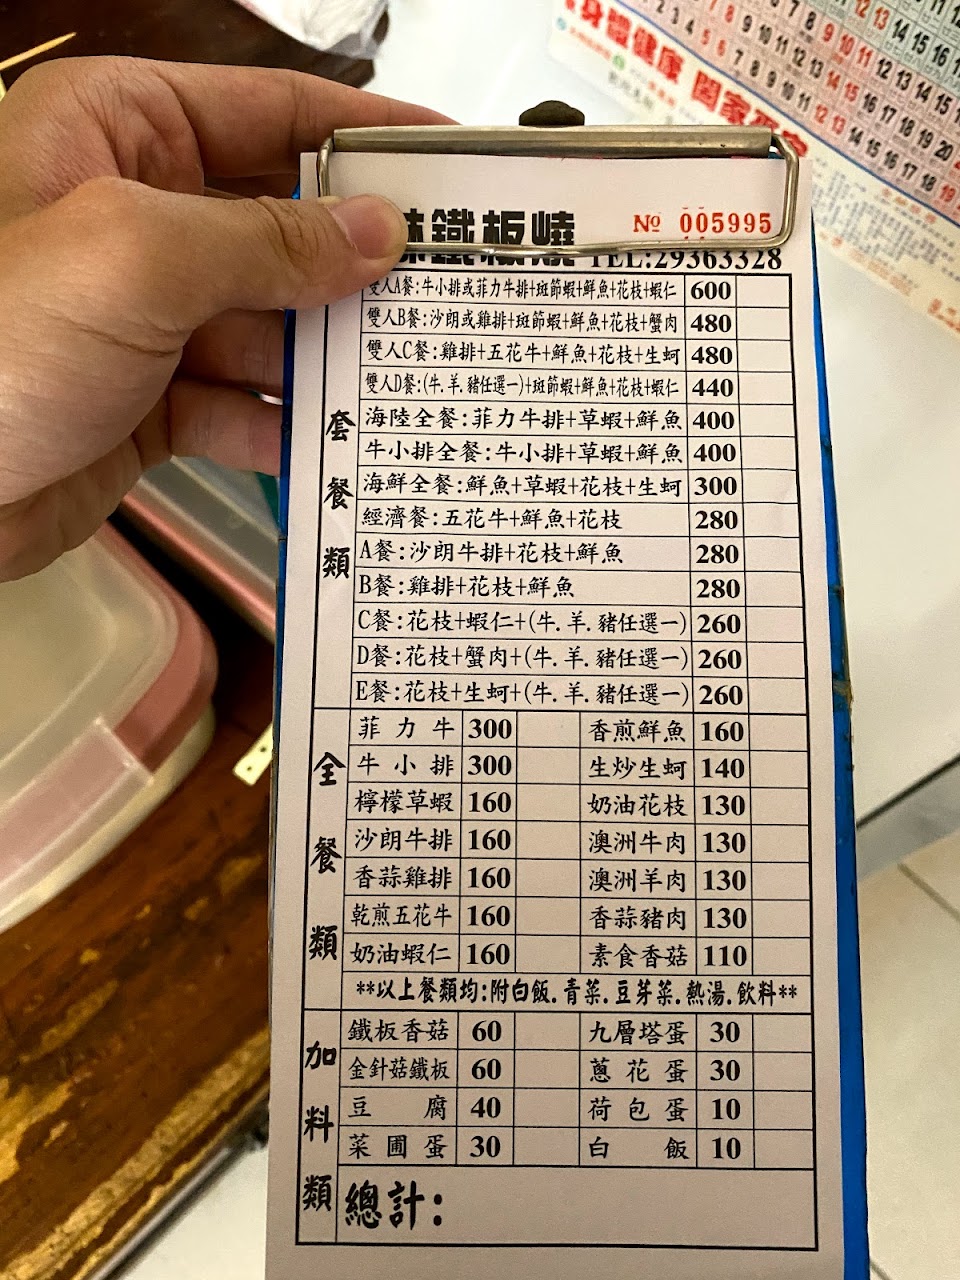 身體健康 闔家平安
鐵板燒 № 005995
TEL:29363328
套餐類
雙人A餐:牛小排或菲力牛排+斑節蝦+鮮魚+花枝+蝦仁 600
雙人B餐:沙朗或雞排+斑節蝦+鮮魚+花枝+蟹肉 480
雙人C餐:雞排+五花牛+鮮魚+花枝+生蚵 480
雙人D餐:(牛.羊.豬任選一)+斑節蝦+鮮魚+花枝+蝦仁 440
海陸全餐:菲力牛排+草蝦+鮮魚 400
牛小排全餐:牛小排+草蝦+鮮魚 400
海鮮全餐:鮮魚+草蝦+花枝+生蚵 300
經濟餐:五花牛+鮮魚+花枝 280
A餐:沙朗牛排+花枝+鮮魚 280
B餐:雞排+花枝+鮮魚 280
C餐:花枝+蝦仁+(牛.羊.豬任選一) 260
D餐:花枝+蟹肉+(牛.羊.豬任選一) 260
E餐:花枝+生蚵+(牛.羊.豬任選一) 260
全餐類
菲力牛 300 香煎鮮魚 160
牛小排 300 生炒生蚵 140
檸檬草蝦 160 奶油花枝 130
沙朗牛排 160 澳洲牛肉 130
香蒜雞排 160 澳洲羊肉 130
乾煎五花牛 160 香蒜豬肉 130
奶油蝦仁 160 素食香菇 110
**以上餐類均:附白飯.青菜.豆芽菜.熱湯.飲料**
加料類
鐵板香菇 60 九層塔蛋 30
金針菇鐵板 60 蔥花蛋 30
豆腐 40 荷包蛋 10
菜圃蛋 30 白飯 10
總計: